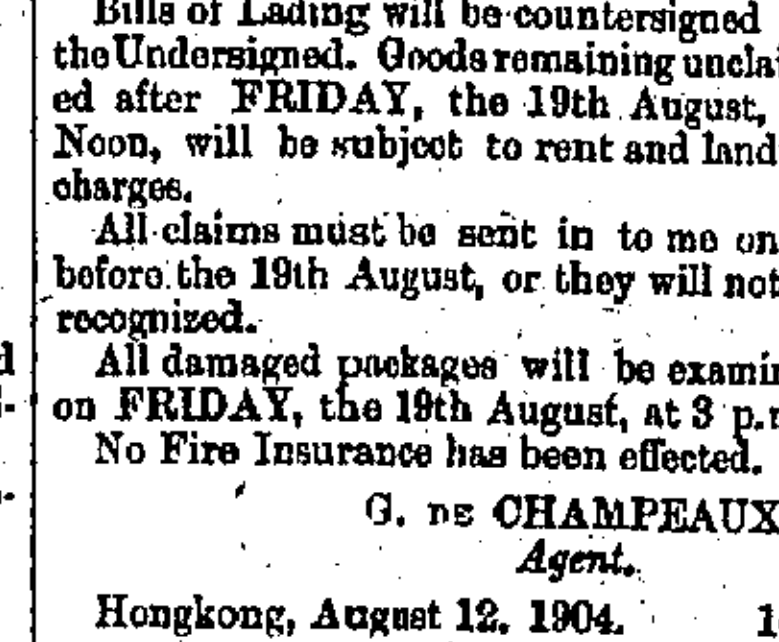 Bills of Lading will be countersigned
the Undersigned. Goods remaining unclai
ed after FRIDAY, the 19th August,
Noon, will be subject to rent and land
charges.
All claims must be sent in to me on
before the 19th August, or they will not
recognized.
All damaged packages will be examin
on FRIDAY, the 19th August, at 3 p.
No Fire Insurance has been effected.
G. DE CHAMPEAUX
Agent.
Hongkong, August 12, 1904.